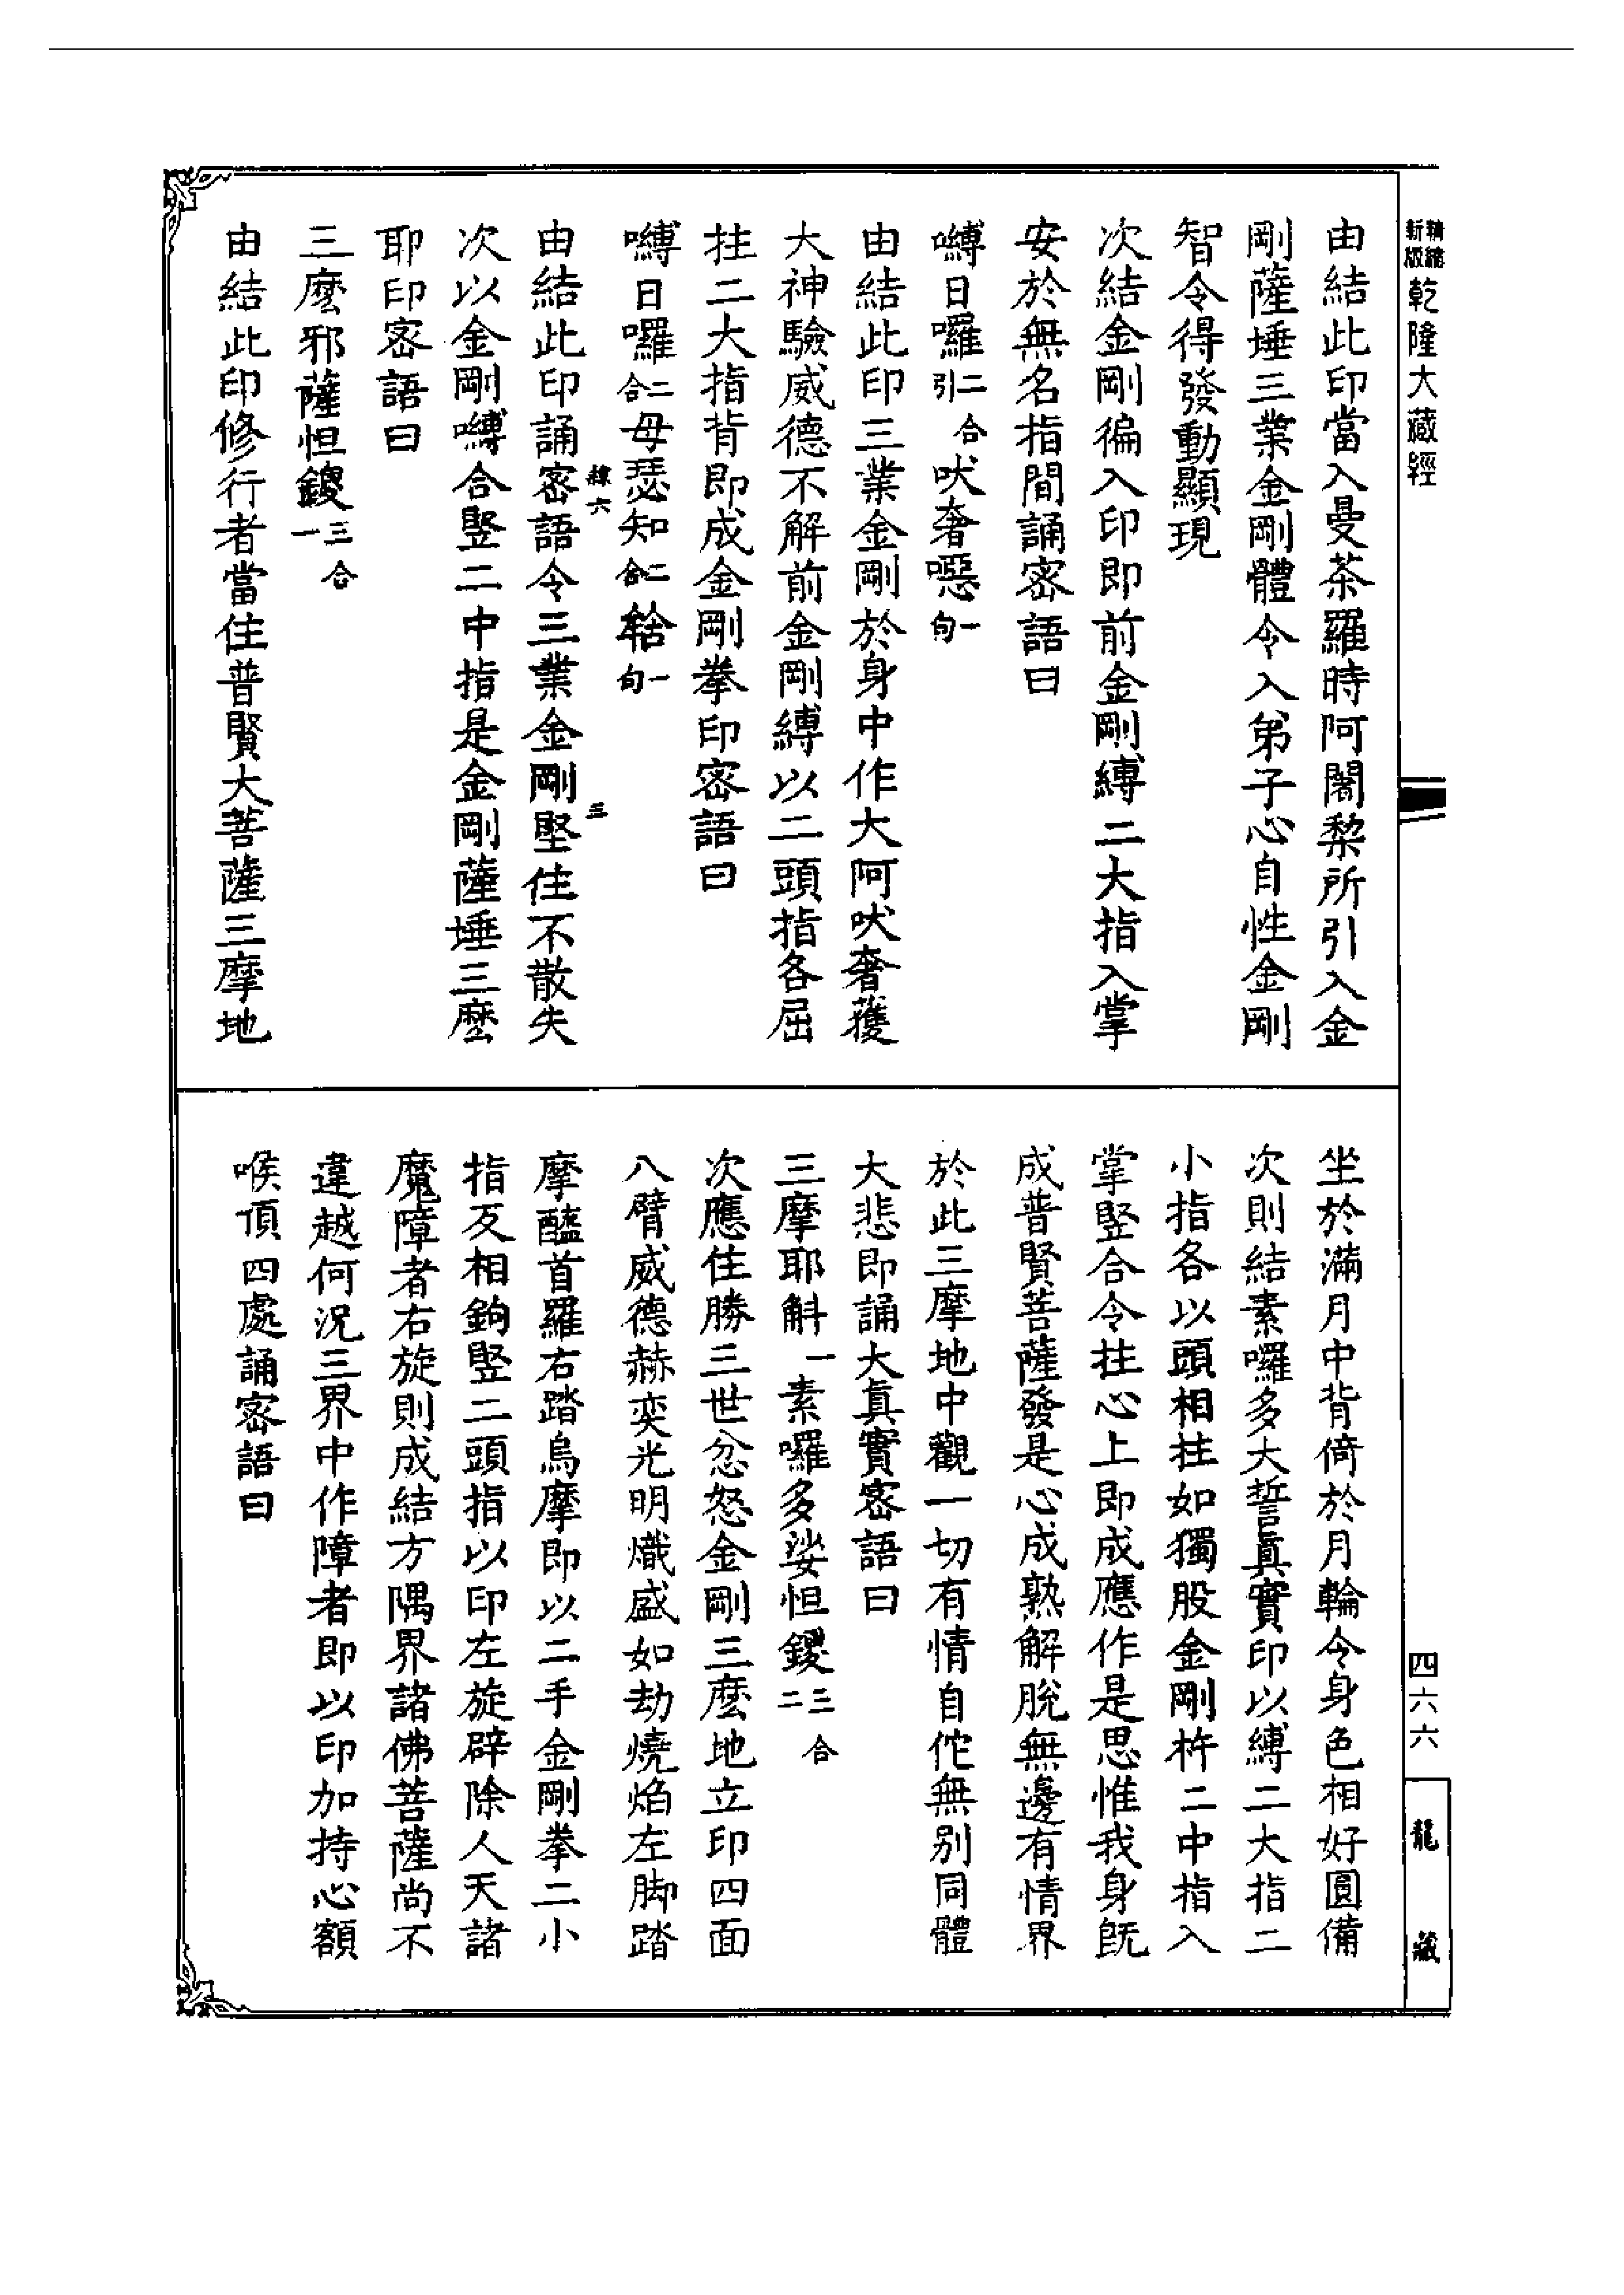 新編縮版乾隆大藏經
由結此印當入曼荼羅時阿闍梨所引入金
剛薩埵三業金剛體令入弟子心自性金剛
智令得發動顯現
次結金剛徧入印即前金剛縛二大指入掌
安於無名指間誦密語曰
嚩日囉二合引吠奢噁一句
由結此印三業金剛於身中作大阿吠奢獲
大神驗威德不解前金剛縛以二頭指各屈
拄二大指背即成金剛拳印密語曰
嚩日囉二合母瑟知二合一句
緣六
三
由結此印誦密語令三業金剛堅住不散失
次以金剛嚩合豎二中指是金剛薩埵三麼
耶印密語曰
三麼邪薩怛鑁三合一
由結此印修行者當住普賢大菩薩三摩地
坐於滿月中背倚於月輪令身色相好圓備
次則結素囉多大誓真實印以縛二大指二
小指各以頭相拄如獨股金剛杵二中指入
掌豎合令拄心上即成應作是思惟我身既
成普賢菩薩發是心成熟解脫無邊有情界
於此三摩地中觀一切有情自佗無別同體
大悲即誦大真實密語曰
三摩耶斛一素囉多娑怛鑁三合二
次應住勝三世忿怒金剛三麼地立印四面
八臂威德赫奕光明熾盛如劫燒焰左脚踏
摩醯首羅右踏烏摩即以二手金剛拳二小
指反相鉤豎二頭指以印左旋辟除人天諸
魔障者右旋則成結方隅界諸佛菩薩尚不
違越何況三界中作障者即以印加持心額
喉頂四處誦密語曰
四六六
龍藏